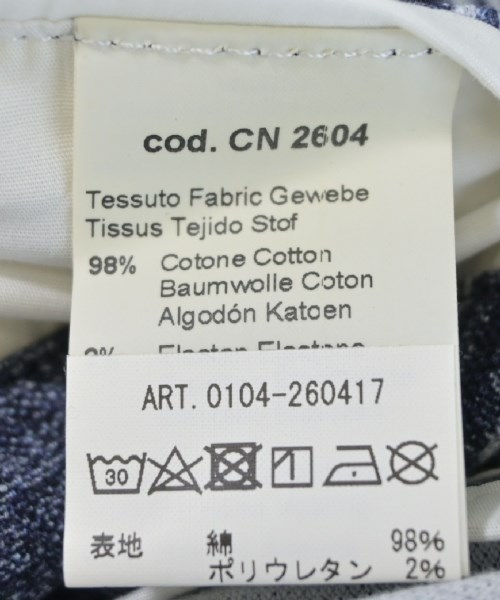 cod. CN 2604
Tessuto Fabric Gewebe
Tissus Tejido Stof
98% Cotone Cotton
Baumwolle Coton
Algodón Katoen
ART. 0104-260417
30
表地 綿 98%
ポリウレタン 2%